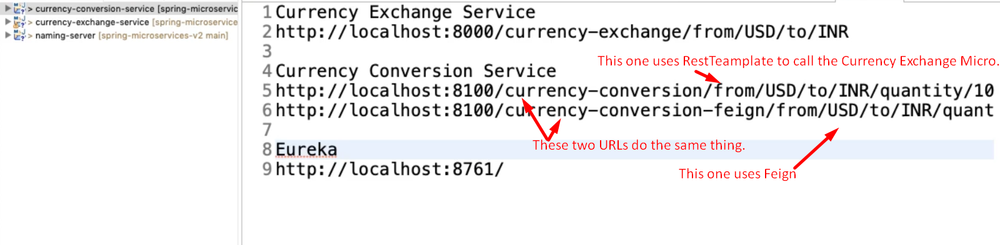 > currency-conversion-service [spring-microservic
> currency-exchange-service [spring-microservice
> naming-server [spring-microservices-v2 main]
1 Currency Exchange Service
2 http://localhost:8000/currency-exchange/from/USD/to/INR
3
This one uses RestTeamplate to call the Currency Exchange Micro.
4 Currency Conversion Service
5 http://localhost:8100/currency-conversion/from/USD/to/INR/quantity/10
6 http://localhost:8100/currency-conversion-feign/from/USD/to/INR/quant
7
These two URLs do the same thing.
8 Eureka
9 http://localhost:8761/
This one uses Feign